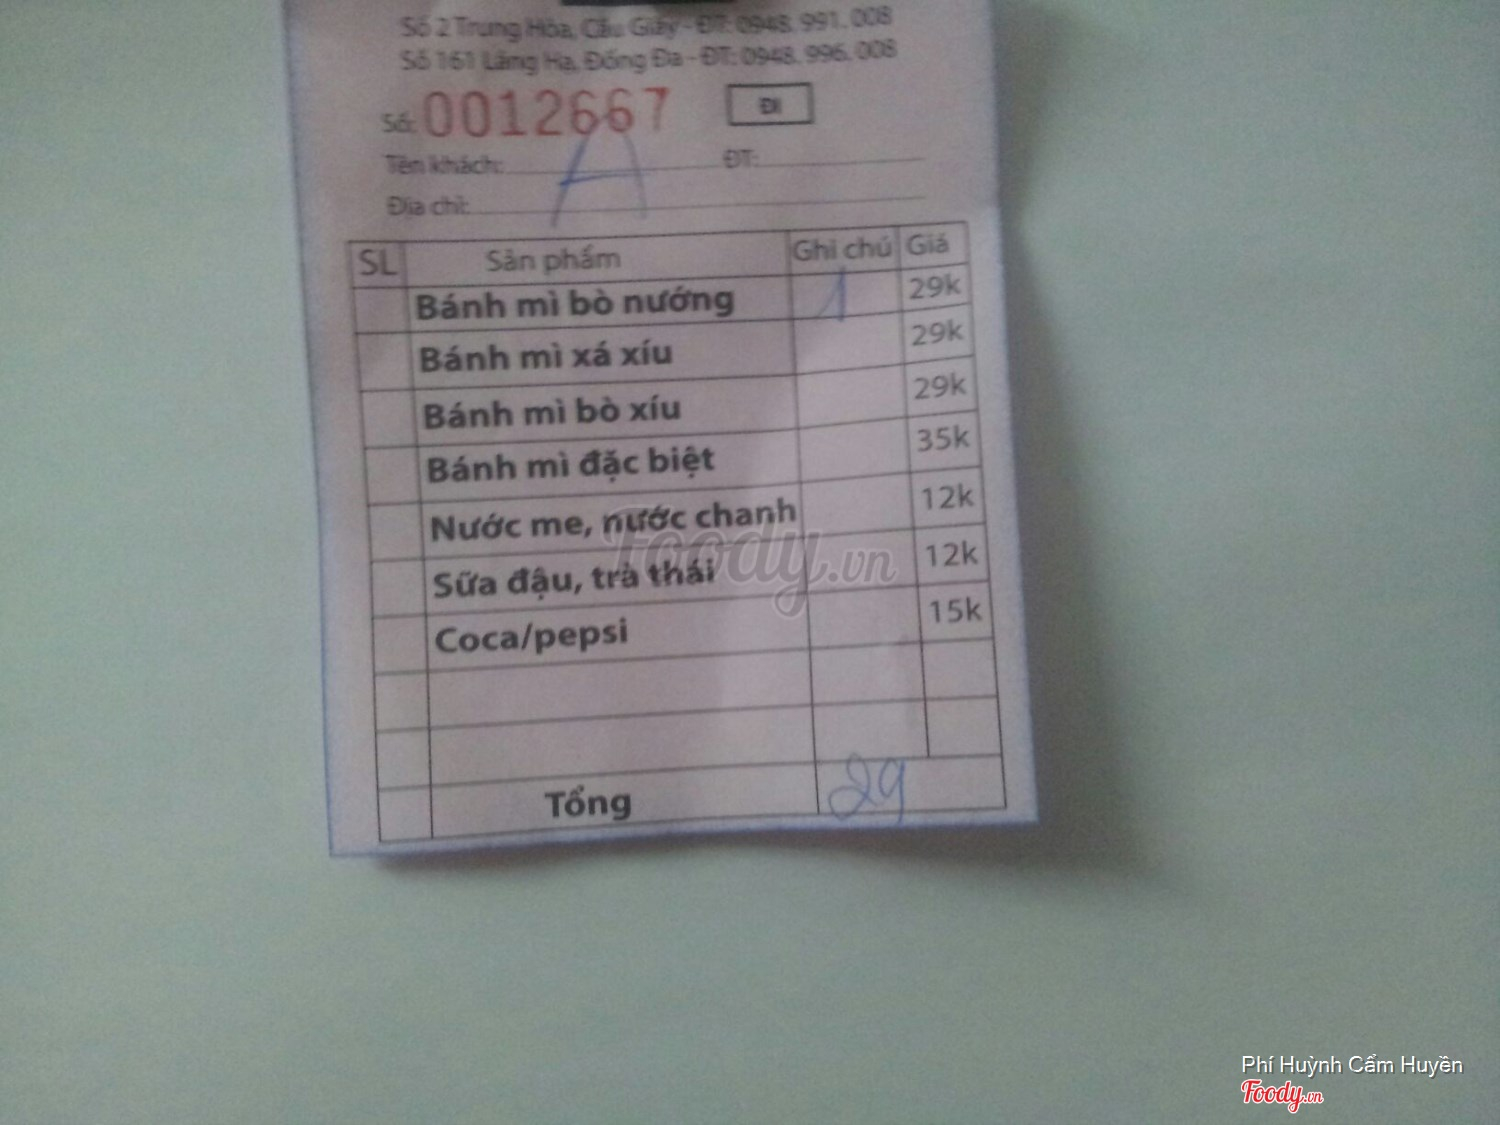 Số 2 Trung Hòa, Cầu Giấy - ĐT: 0948. 991. 008
Số 161 Láng Hạ, Đống Đa - ĐT: 0948. 996. 008
Số: 0012667 ĐI
Tên khách: A ĐT:
Địa chỉ:
SL Sản phẩm Ghi chú Giá
Bánh mì bò nướng 1 29k
Bánh mì xá xíu 29k
Bánh mì bò xíu 29k
Bánh mì đặc biệt 35k
Nước me, nước chanh 12k
Sữa đậu, trà thái 12k
Coca/pepsi 15k
Tổng 29
Foody.vn
Phí Huỳnh Cẩm Huyền
Foody.vn